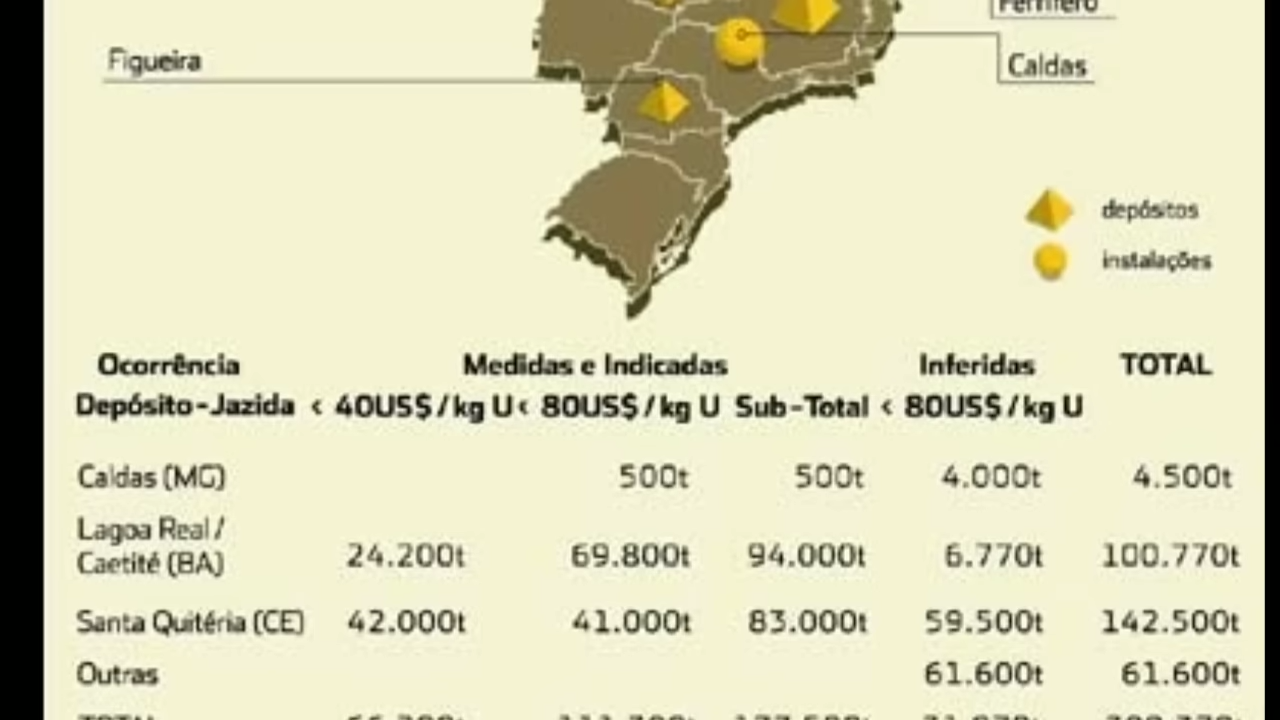 Ferrífero
Figueira
Caldas
depósitos
instalações
Ocorrência Medidas e Indicadas Inferidas TOTAL
Depósito-Jazida < 40US$/kg U < 80US$/kg U Sub-Total < 80US$/kg U
Caldas (MG) 500t 500t 4.000t 4.500t
Lagoa Real /
Caetité (BA) 24.200t 69.800t 94.000t 6.770t 100.770t
Santa Quitéria (CE) 42.000t 41.000t 83.000t 59.500t 142.500t
Outras 61.600t 61.600t
TOTAL